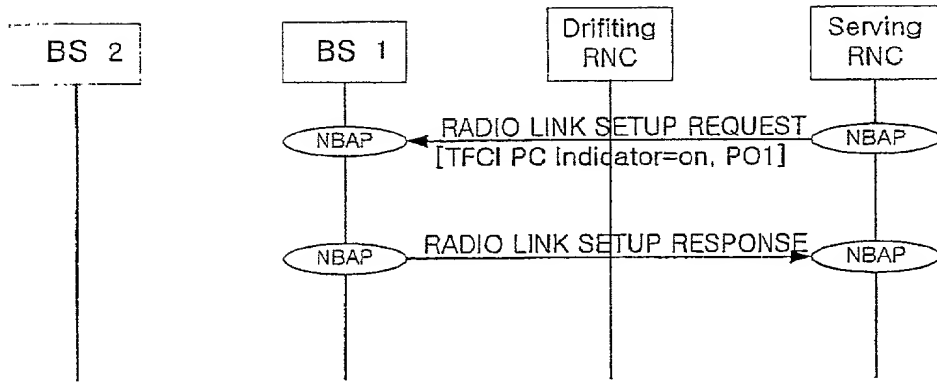 BS 2
BS 1
Drifiting
RNC
Serving
RNC
NBAP
RADIO LINK SETUP REQUEST
[TFCI PC Indicator=on, PO1]
NBAP
NBAP
RADIO LINK SETUP RESPONSE
NBAP